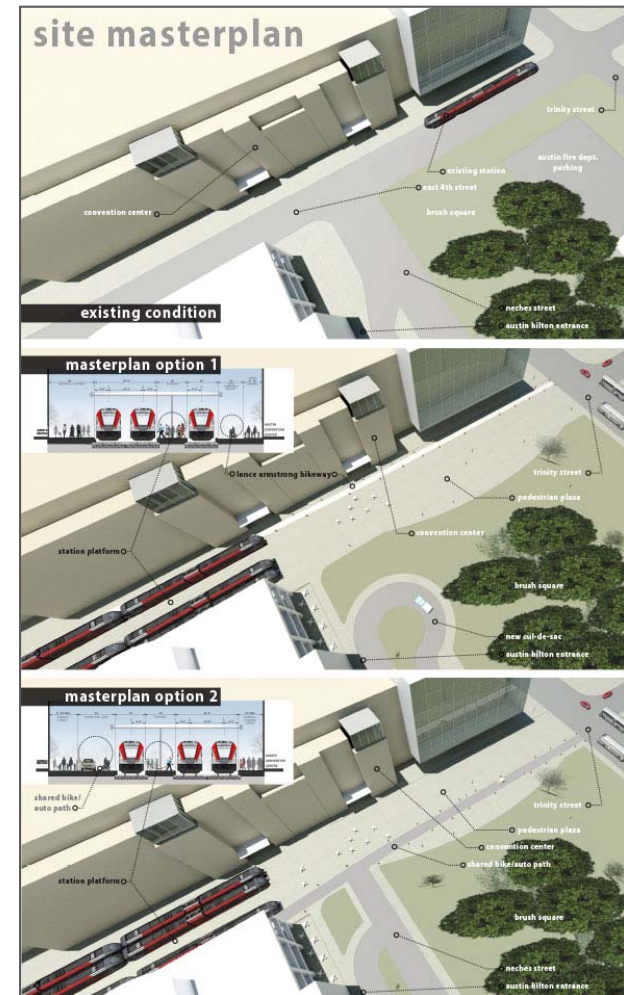 site masterplan
trinity street
austin fire dept.
parking
existing station
east 4th street
convention center
brush square
neches street
austin hilton entrance
existing condition
masterplan option 1
lance armstrong bikeway
trinity street
pedestrian plaza
convention center
station platform
brush square
new cul-de-sac
austin hilton entrance
masterplan option 2
shared bike/
auto path
trinity street
pedestrian plaza
convention center
shared bike/auto path
station platform
brush square
neches street
austin hilton entrance